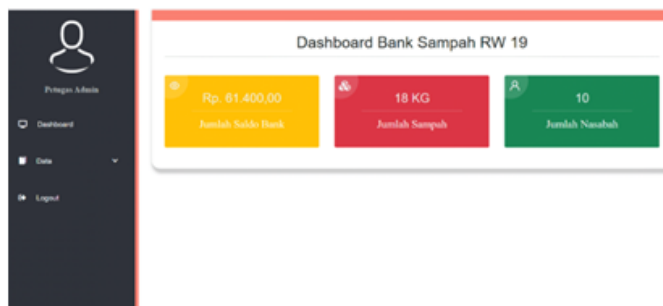 Petugas Admin
Dashboard
Data
Logout
Dashboard Bank Sampah RW 19
Rp. 61.400,00
Jumlah Saldo Bank
18 KG
Jumlah Sampah
10
Jumlah Nasabah